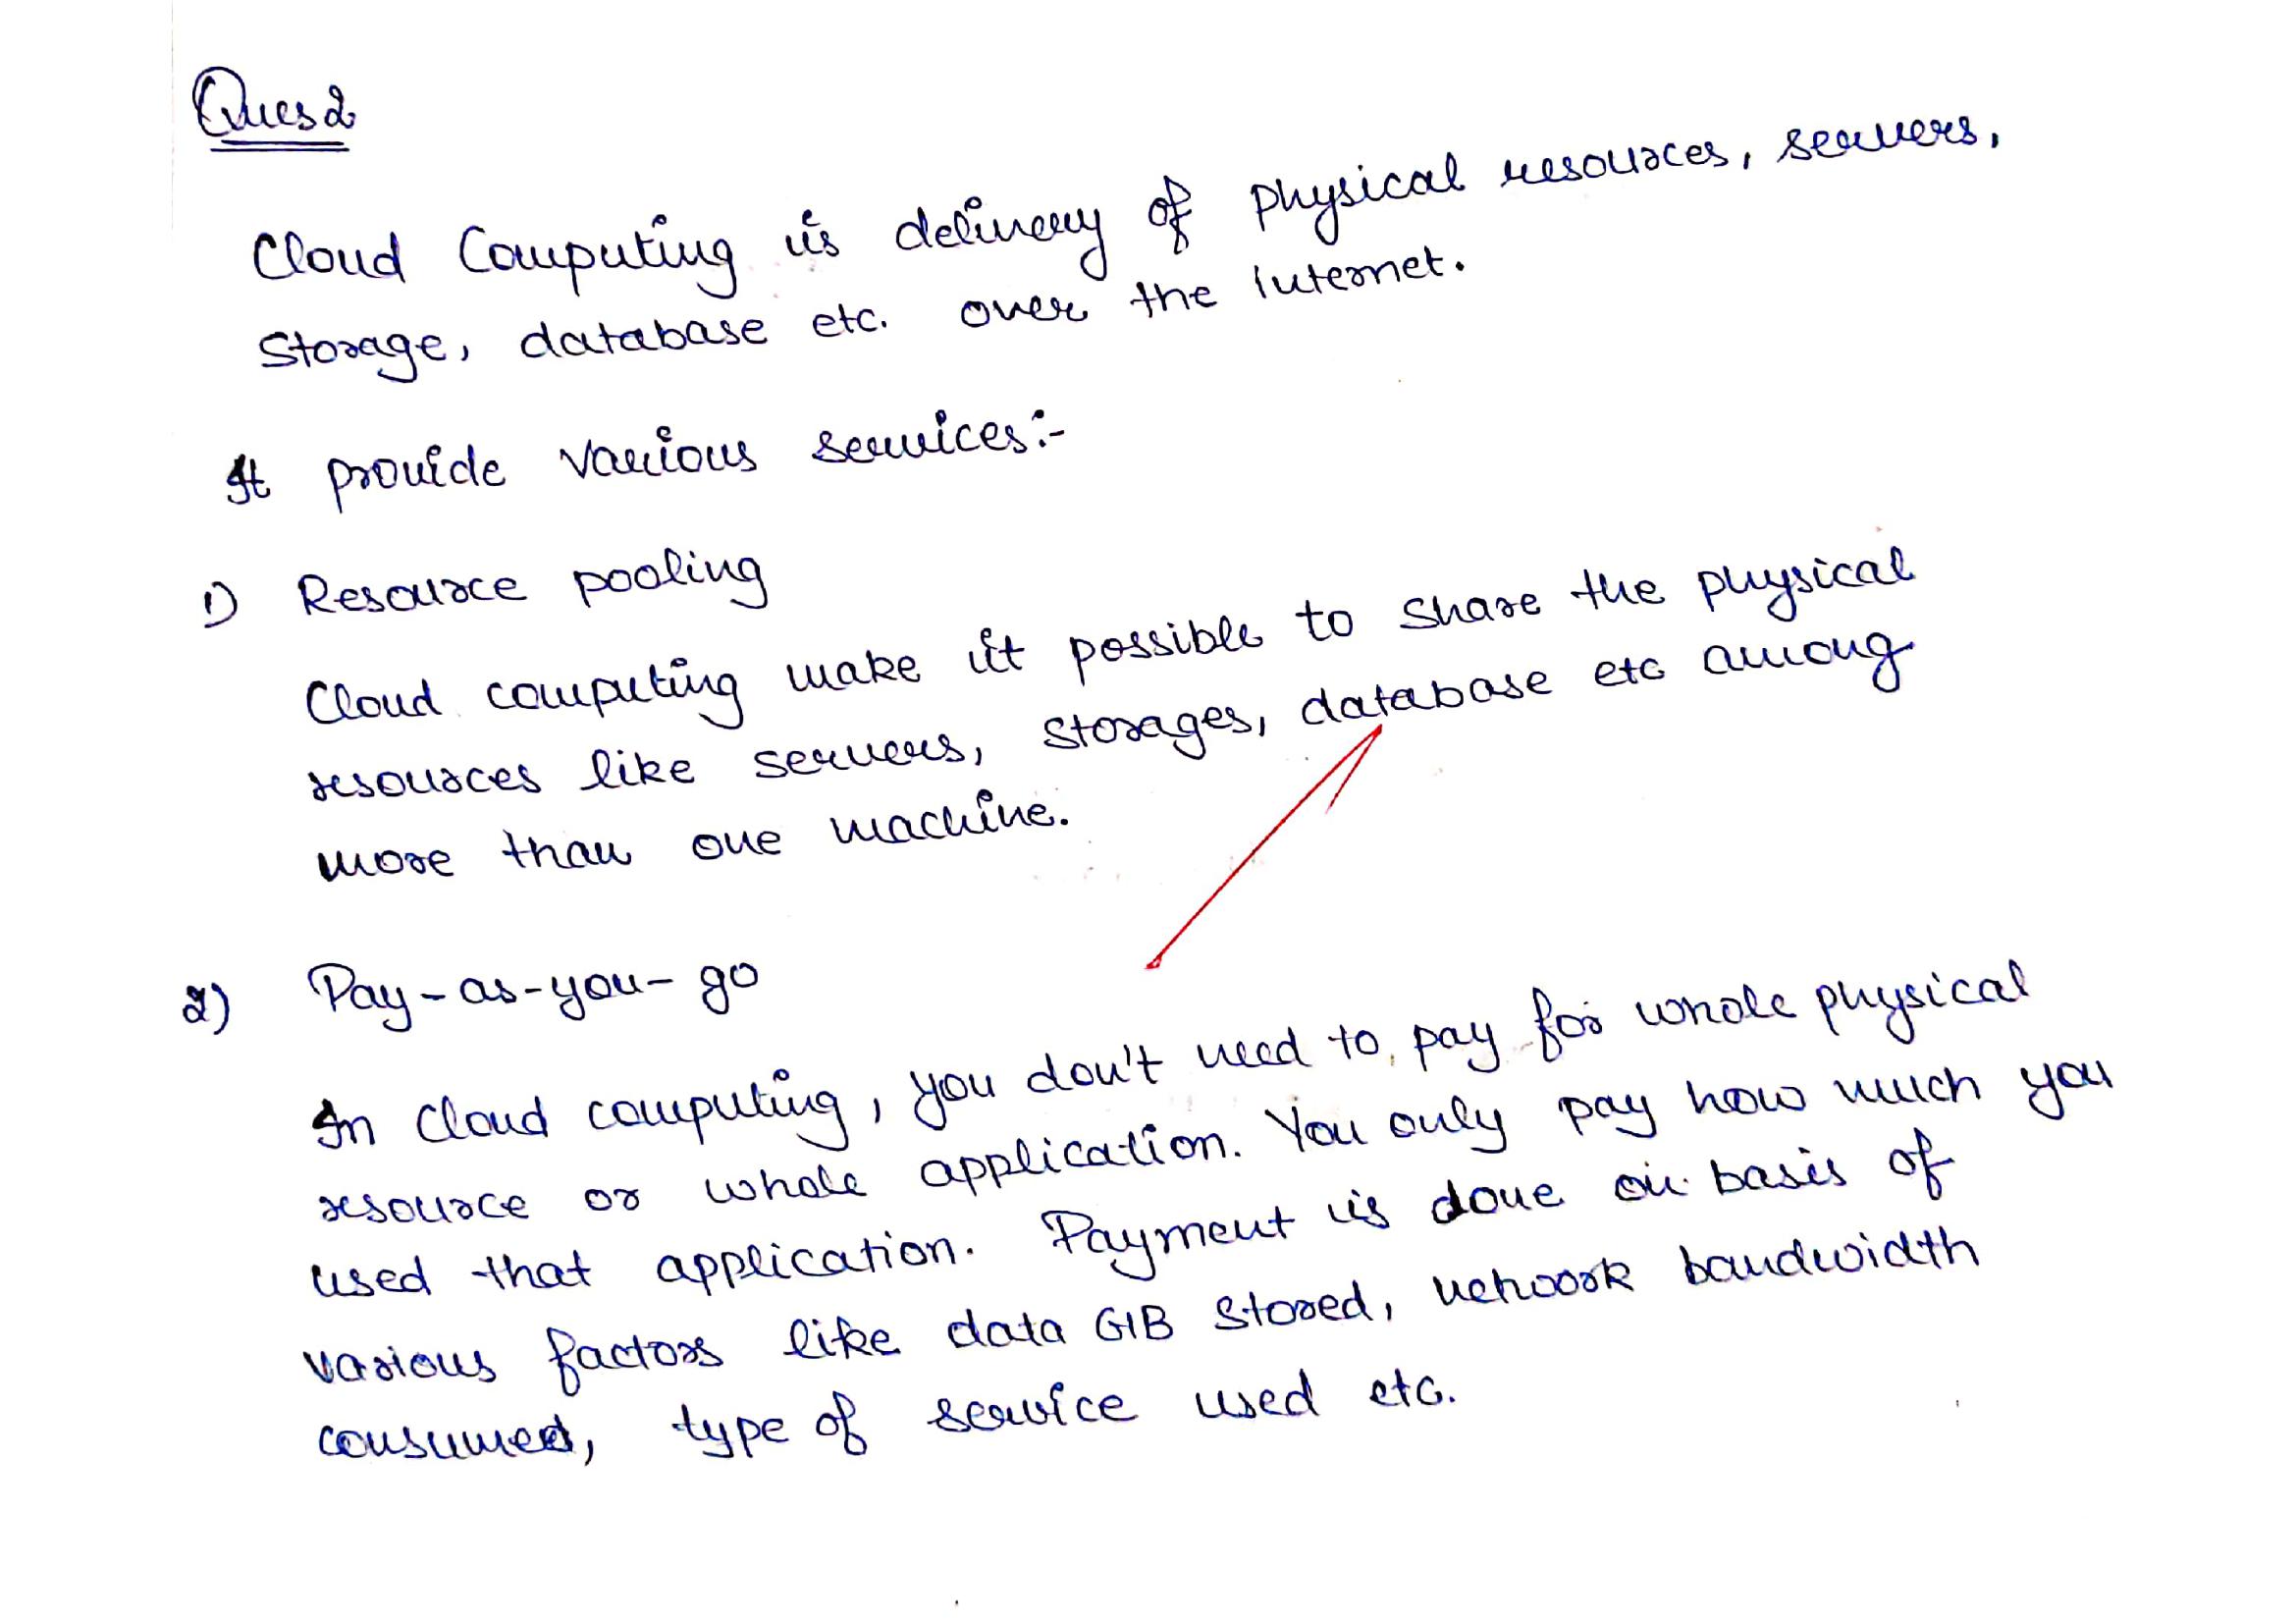 Ques 2
Cloud Computing is delivery of physical resources, servers,
storage, database etc. over the internet.
It provide various services:-
1) Resource pooling
Cloud computing make it possible to share the physical
resources like servers, storages, database etc among
more than one machine.
2) Pay-as-you-go
In Cloud computing, you don't need to pay for whole physical
resource or whole application. You only pay how much you
used that application. Payment is done on basis of
various factors like data GIB stored, network bandwidth
consumed, type of service used etc.